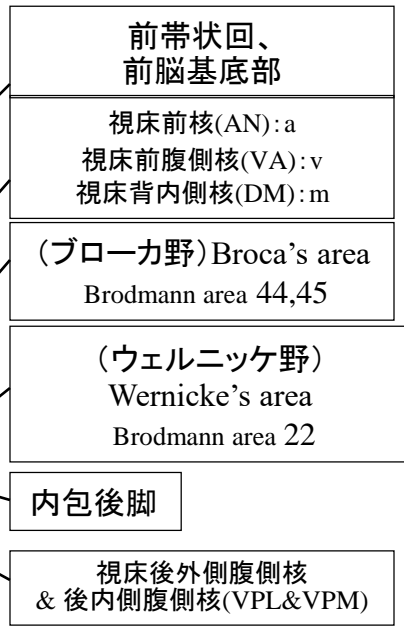 前帯状回、
前脳基底部
視床前核(AN):a
視床前腹側核(VA):v
視床背内側核(DM):m
（ブローカ野）Broca's area
Brodmann area 44,45
（ウェルニッケ野）
Wernicke's area
Brodmann area 22
内包後脚
視床後外側腹側核
& 後内側腹側核(VPL&VPM)